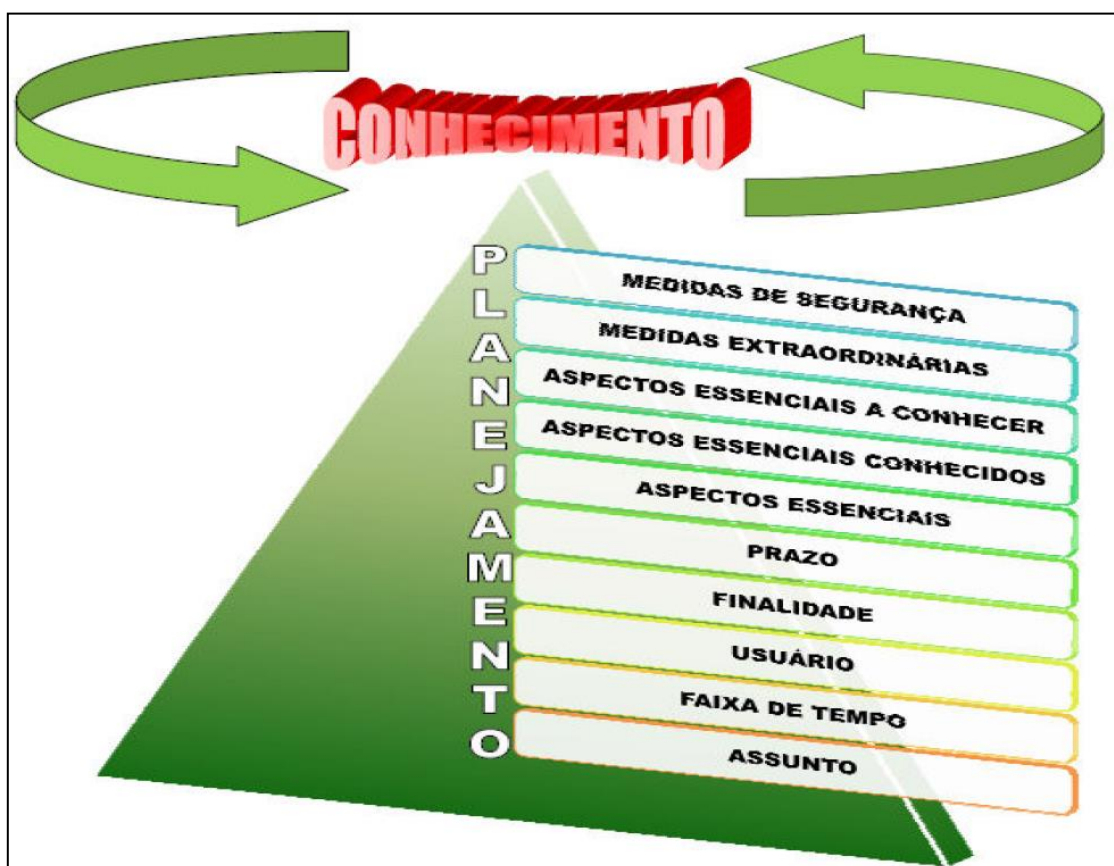 CONHECIMENTO
PLANEJAMENTO
MEDIDAS DE SEGURANÇA
MEDIDAS EXTRAORDINÁRIAS
ASPECTOS ESSENCIAIS A CONHECER
ASPECTOS ESSENCIAIS CONHECIDOS
ASPECTOS ESSENCIAIS
PRAZO
FINALIDADE
USUÁRIO
FAIXA DE TEMPO
ASSUNTO